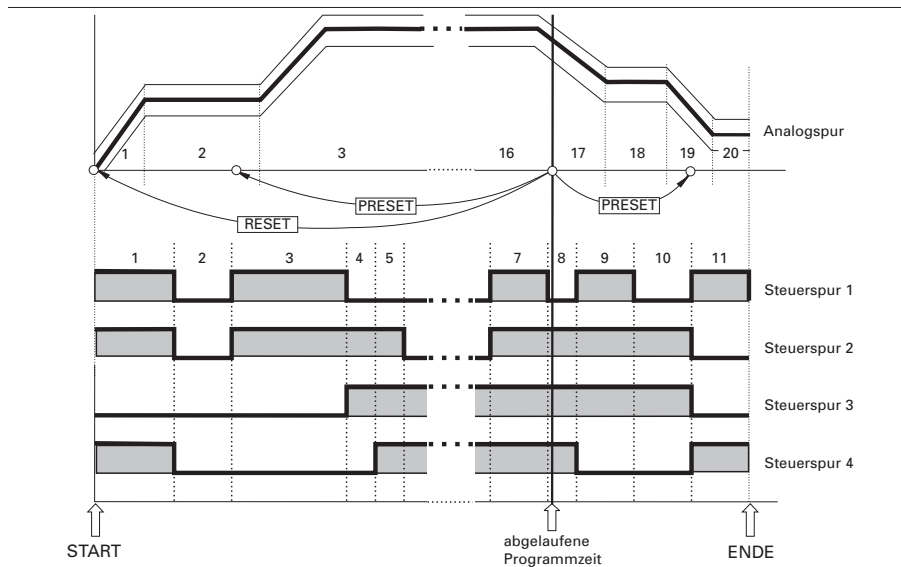 Analogspur
1 2 3 16 17 18 19 20
PRESET PRESET
RESET
1 2 3 4 5 7 8 9 10 11
Steuerspur 1
Steuerspur 2
Steuerspur 3
Steuerspur 4
START
abgelaufene
Programmzeit
ENDE